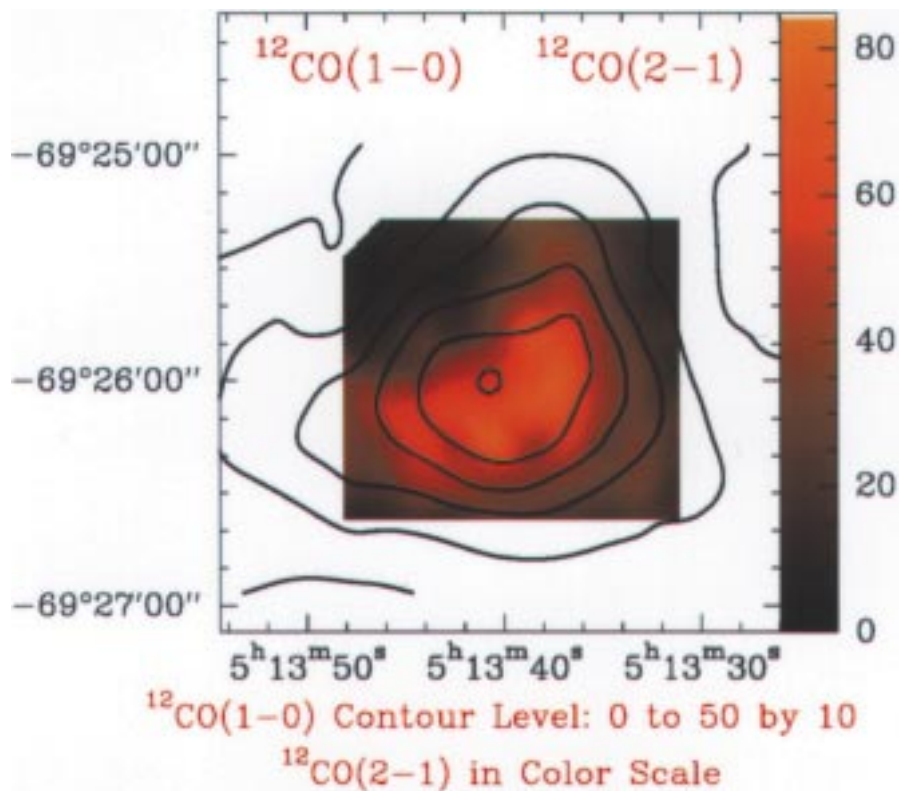 ¹²CO(1−0) ¹²CO(2−1)
80
−69°25'00"
60
40
−69°26'00"
20
−69°27'00"
0
5ʰ13ᵐ50ˢ 5ʰ13ᵐ40ˢ 5ʰ13ᵐ30ˢ
¹²CO(1−0) Contour Level: 0 to 50 by 10
¹²CO(2−1) in Color Scale